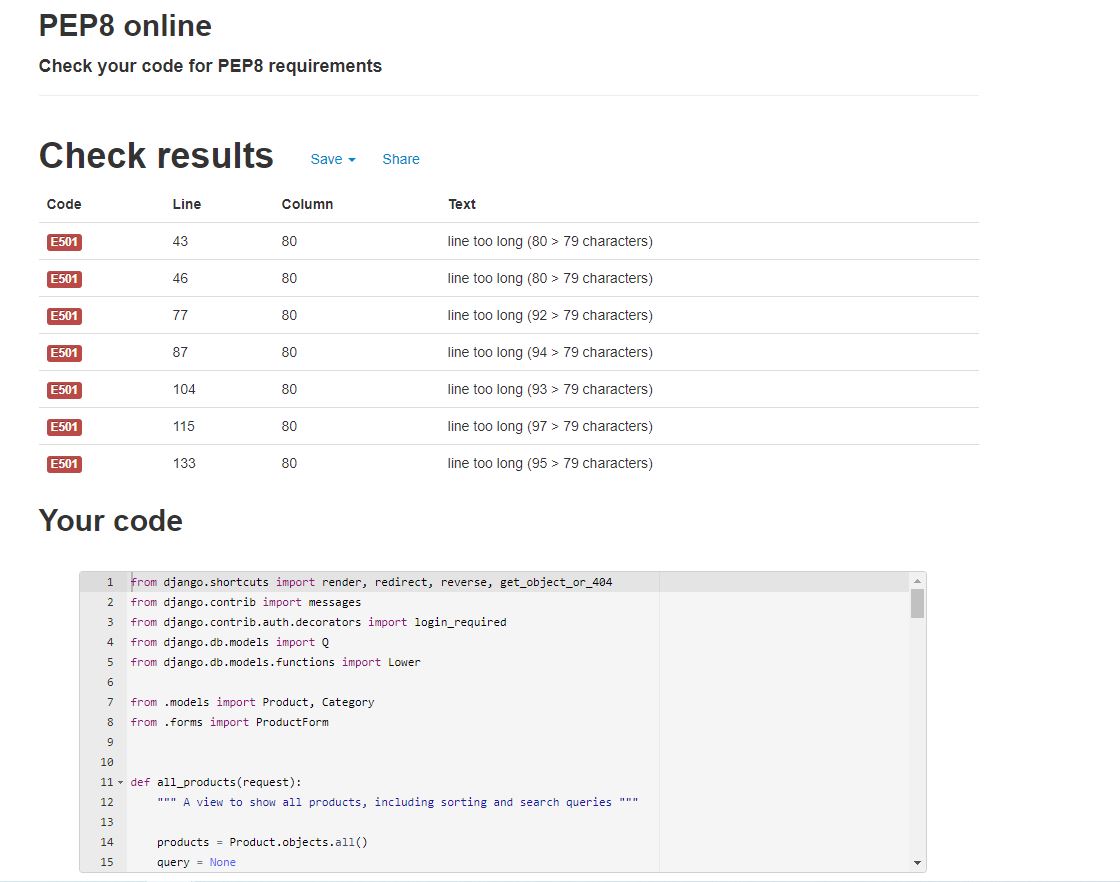 PEP8 online
Check your code for PEP8 requirements
Check results Save Share
Code Line Column Text
E501 43 80 line too long (80 > 79 characters)
E501 46 80 line too long (80 > 79 characters)
E501 77 80 line too long (92 > 79 characters)
E501 87 80 line too long (94 > 79 characters)
E501 104 80 line too long (93 > 79 characters)
E501 115 80 line too long (97 > 79 characters)
E501 133 80 line too long (95 > 79 characters)
Your code
1 from django.shortcuts import render, redirect, reverse, get_object_or_404
2 from django.contrib import messages
3 from django.contrib.auth.decorators import login_required
4 from django.db.models import Q
5 from django.db.models.functions import Lower
6
7 from .models import Product, Category
8 from .forms import ProductForm
9
10
11 def all_products(request):
12 """ A view to show all products, including sorting and search queries """
13
14 products = Product.objects.all()
15 query = None